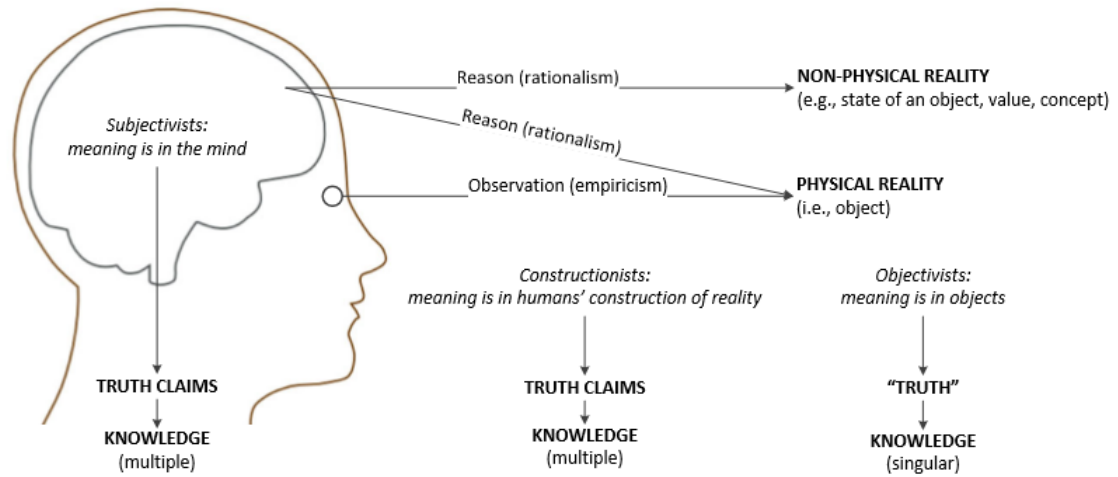 Reason (rationalism)
NON-PHYSICAL REALITY
(e.g., state of an object, value, concept)
Reason (rationalism)
Subjectivists:
meaning is in the mind
Observation (empiricism)
PHYSICAL REALITY
(i.e., object)
Constructionists:
meaning is in humans’ construction of reality
Objectivists:
meaning is in objects
TRUTH CLAIMS
KNOWLEDGE
(multiple)
TRUTH CLAIMS
KNOWLEDGE
(multiple)
“TRUTH”
KNOWLEDGE
(singular)